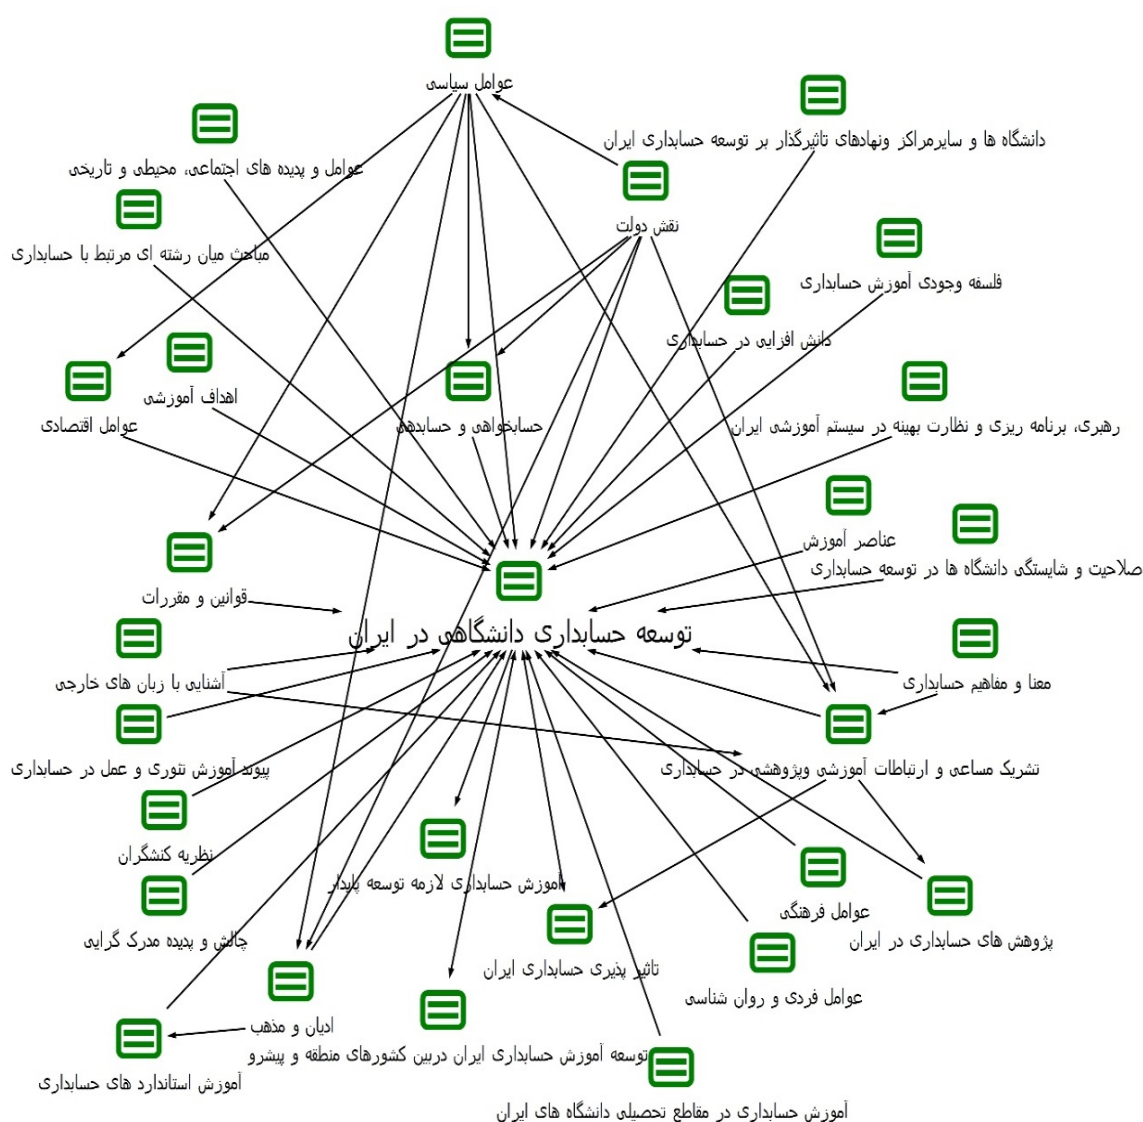 عوامل سیاسی
دانشگاه ها و سایرمراکز ونهادهای تاثیرگذار بر توسعه حسابداری ایران
عوامل و پدیده های اجتماعی، محیطی و تاریخی
نقش دولت
مباحث میان رشته ای مرتبط با حسابداری
فلسفه وجودی آموزش حسابداری
دانش افزایی در حسابداری
اهداف آموزشی
عوامل اقتصادی
حسابخواهی و حسابدهی
رهبری، برنامه ریزی و نظارت بهینه در سیستم آموزشی ایران
عناصر آموزش
صلاحیت و شایستگی دانشگاه ها در توسعه حسابداری
قوانین و مقررات
توسعه حسابداری دانشگاهی در ایران
معنا و مفاهیم حسابداری
آشنایی با زبان های خارجی
تشریک مساعی و ارتباطات آموزشی وپژوهشی در حسابداری
پیوند آموزش تئوری و عمل در حسابداری
نظریه کنشگران
آموزش حسابداری لازمه توسعه پایدار
عوامل فرهنگی
چالش و پدیده مدرک گرایی
پژوهش های حسابداری در ایران
تاثیر پذیری حسابداری ایران
عوامل فردی و روان شناسی
ادیان و مذهب
توسعه آموزش حسابداری ایران دربین کشورهای منطقه و پیشرو
آموزش استاندارد های حسابداری
آموزش حسابداری در مقاطع تحصیلی دانشگاه های ایران